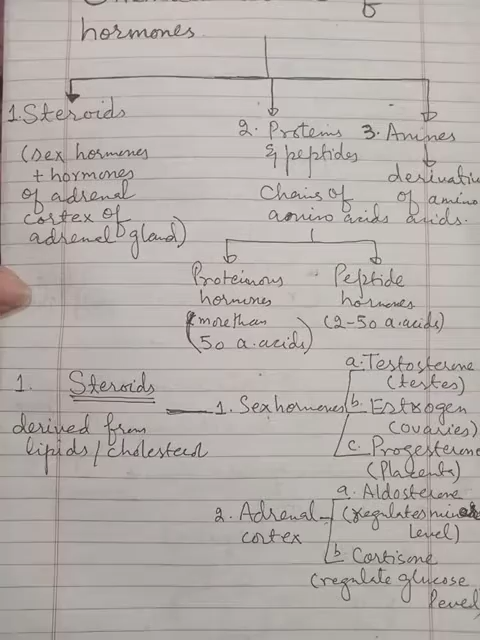 hormones.
1. Steroids
(sex hormones
+ hormones
of adrenal
cortex of
adrenal gland)
2. Proteins
& peptides
Chains of
amino acids
3. Amines
derivative
of amino
acids.
Proteinous
hormones
(more than
50 a.acids)
Peptide
hormones
(2-50 a.acids)
1. Steroids
derived from
lipids/cholesterol
1. Sex hormones
a. Testosterone
(testes)
b. Estrogen
(ovaries)
c. Progesterone
(Placenta)
2. Adrenal
cortex
a. Aldosterone
(regulates
level)
b. Cortisone
(regulate glucose
level)